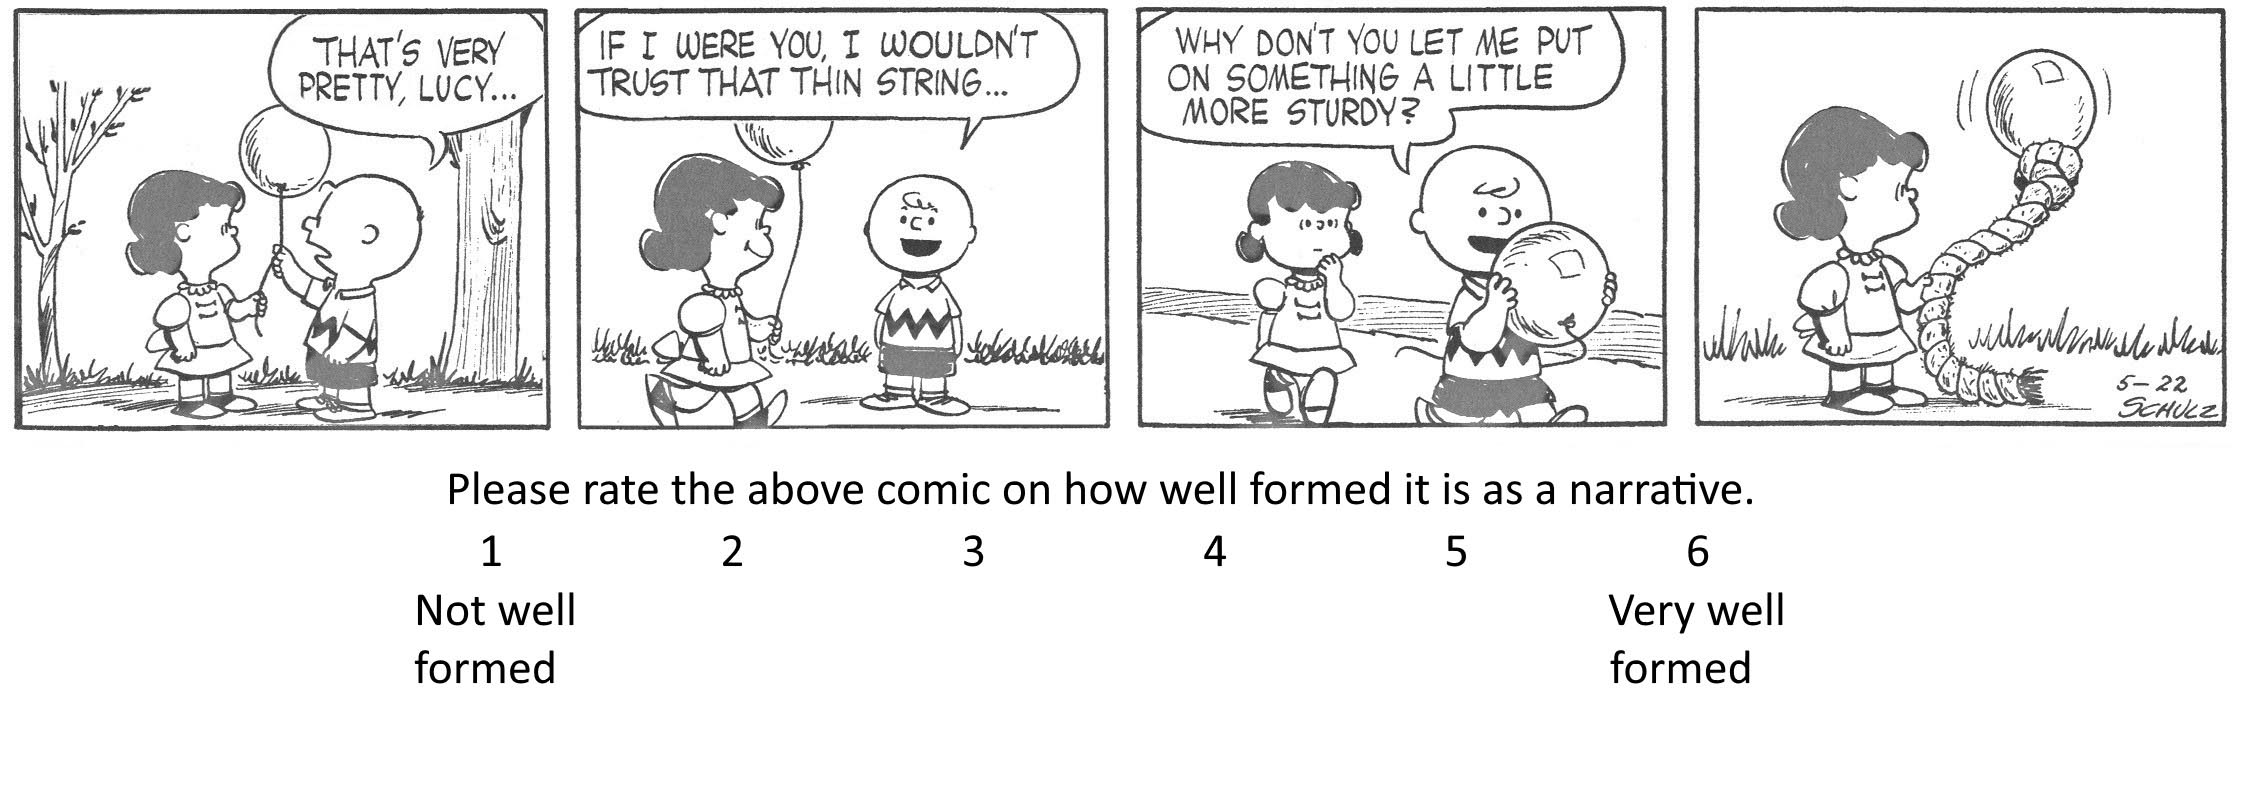 THAT'S VERY
PRETTY, LUCY...
IF I WERE YOU, I WOULDN'T
TRUST THAT THIN STRING...
WHY DON'T YOU LET ME PUT
ON SOMETHING A LITTLE
MORE STURDY?
5-22
SCHULZ
Please rate the above comic on how well formed it is as a narrative.
1 2 3 4 5 6
Not well
formed
Very well
formed